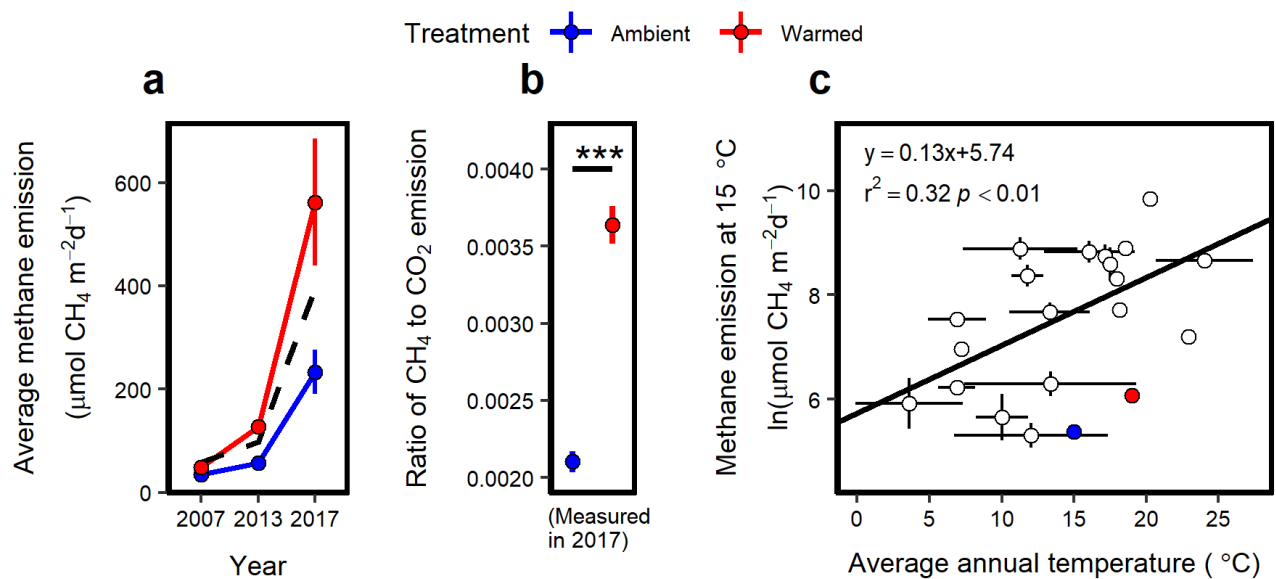 Treatment Ambient Warmed
a
Average methane emission
(μmol CH₄ m⁻²d⁻¹)
600
400
200
0
2007 2013 2017
Year
b
Ratio of CH₄ to CO₂ emission
***
0.0040
0.0035
0.0030
0.0025
0.0020
(Measured
in 2017)
c
Methane emission at 15 °C
ln(μmol CH₄ m⁻²d⁻¹)
y = 0.13x+5.74
r² = 0.32 p < 0.01
10
8
6
0 5 10 15 20 25
Average annual temperature ( °C)